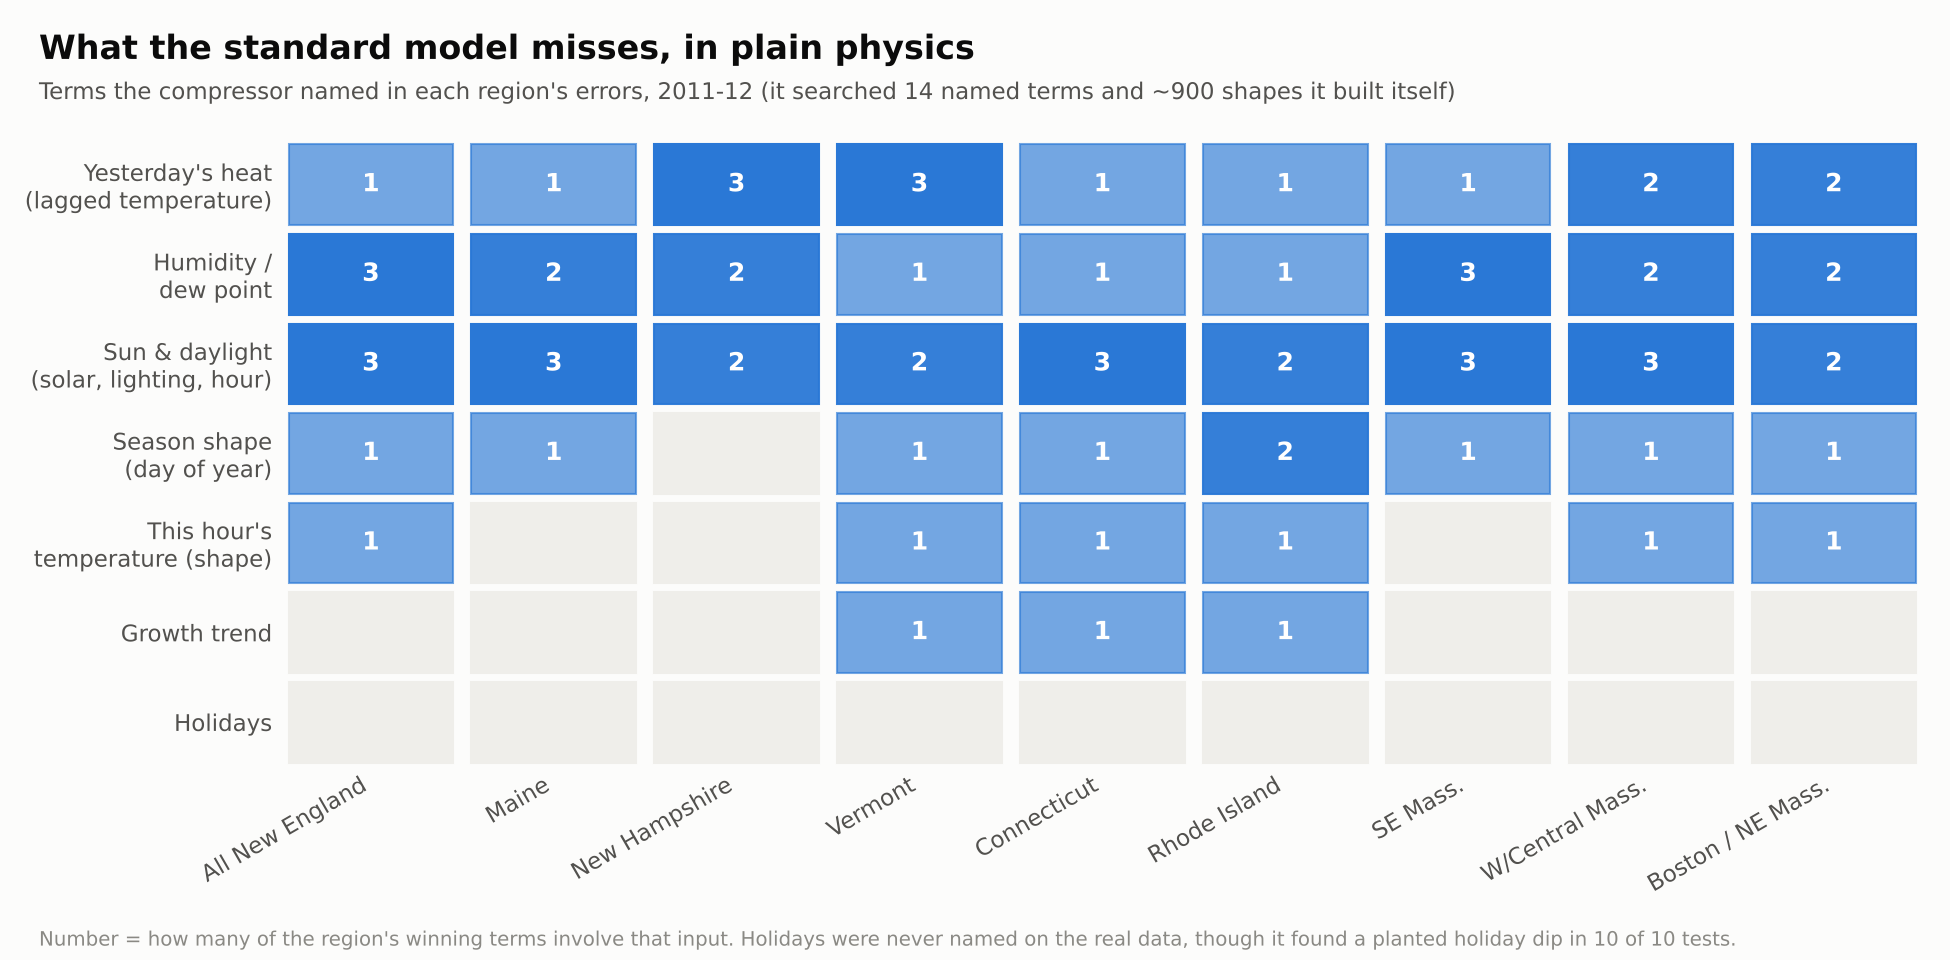 What the standard model misses, in plain physics
Terms the compressor named in each region's errors, 2011-12 (it searched 14 named terms and ~900 shapes it built itself)
Yesterday's heat
(lagged temperature)
1 1 3 3 1 1 1 2 2
Humidity /
dew point
3 2 2 1 1 1 3 2 2
Sun & daylight
(solar, lighting, hour)
3 3 2 2 3 2 3 3 2
Season shape
(day of year)
1 1 1 1 2 1 1 1
This hour's
temperature (shape)
1 1 1 1 1 1
Growth trend
1 1 1
Holidays
All New England
Maine
New Hampshire
Vermont
Connecticut
Rhode Island
SE Mass.
W/Central Mass.
Boston / NE Mass.
Number = how many of the region's winning terms involve that input. Holidays were never named on the real data, though it found a planted holiday dip in 10 of 10 tests.